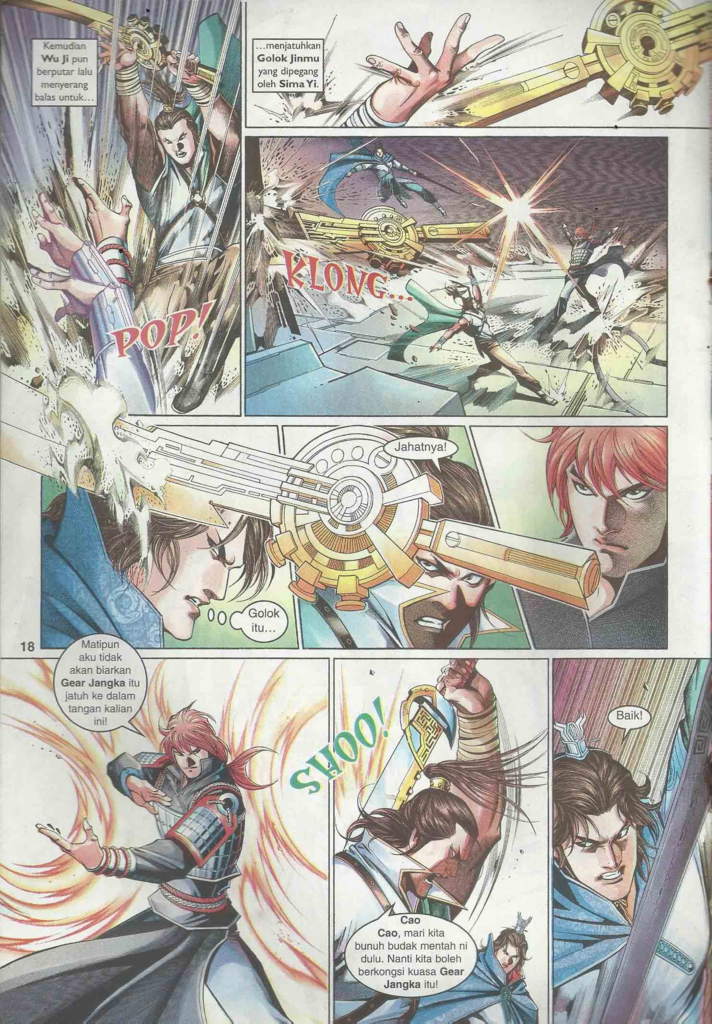 Kemudian
Wu Ji pun
berputar lalu
menyerang
balas untuk...
...menjatuhkan
Golok Jinmu
yang dipegang
oleh Sima Yi.
POP!
KLONG...
Jahatnya!
Golok
itu...
18
Matipun
aku tidak
akan biarkan
Gear Jangka itu
jatuh ke dalam
tangan kalian
ini!
SHOO!
Cao
Cao, mari kita
bunuh budak mentah ni
dulu. Nanti kita boleh
berkongsi kuasa Gear
Jangka itu!
Baik!